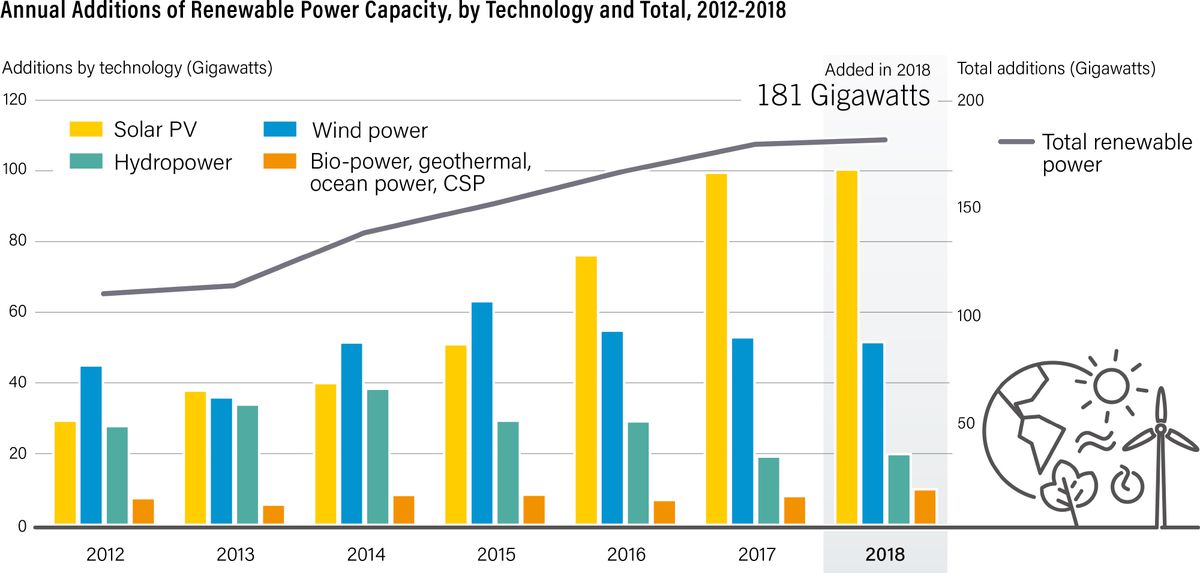 Annual Additions of Renewable Power Capacity, by Technology and Total, 2012-2018
Additions by technology (Gigawatts)
Added in 2018
181 Gigawatts
Total additions (Gigawatts)
120
200
Solar PV
Wind power
Hydropower
Bio-power, geothermal,
ocean power, CSP
Total renewable
power
100
150
80
60
100
40
50
20
0
2012
2013
2014
2015
2016
2017
2018